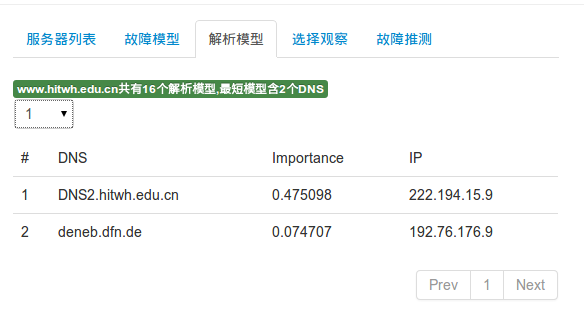 服务器列表 故障模型 解析模型 选择观察 故障推测
www.hitwh.edu.cn共有16个解析模型,最短模型含2个DNS
1
# DNS Importance IP
1 DNS2.hitwh.edu.cn 0.475098 222.194.15.9
2 deneb.dfn.de 0.074707 192.76.176.9
Prev 1 Next